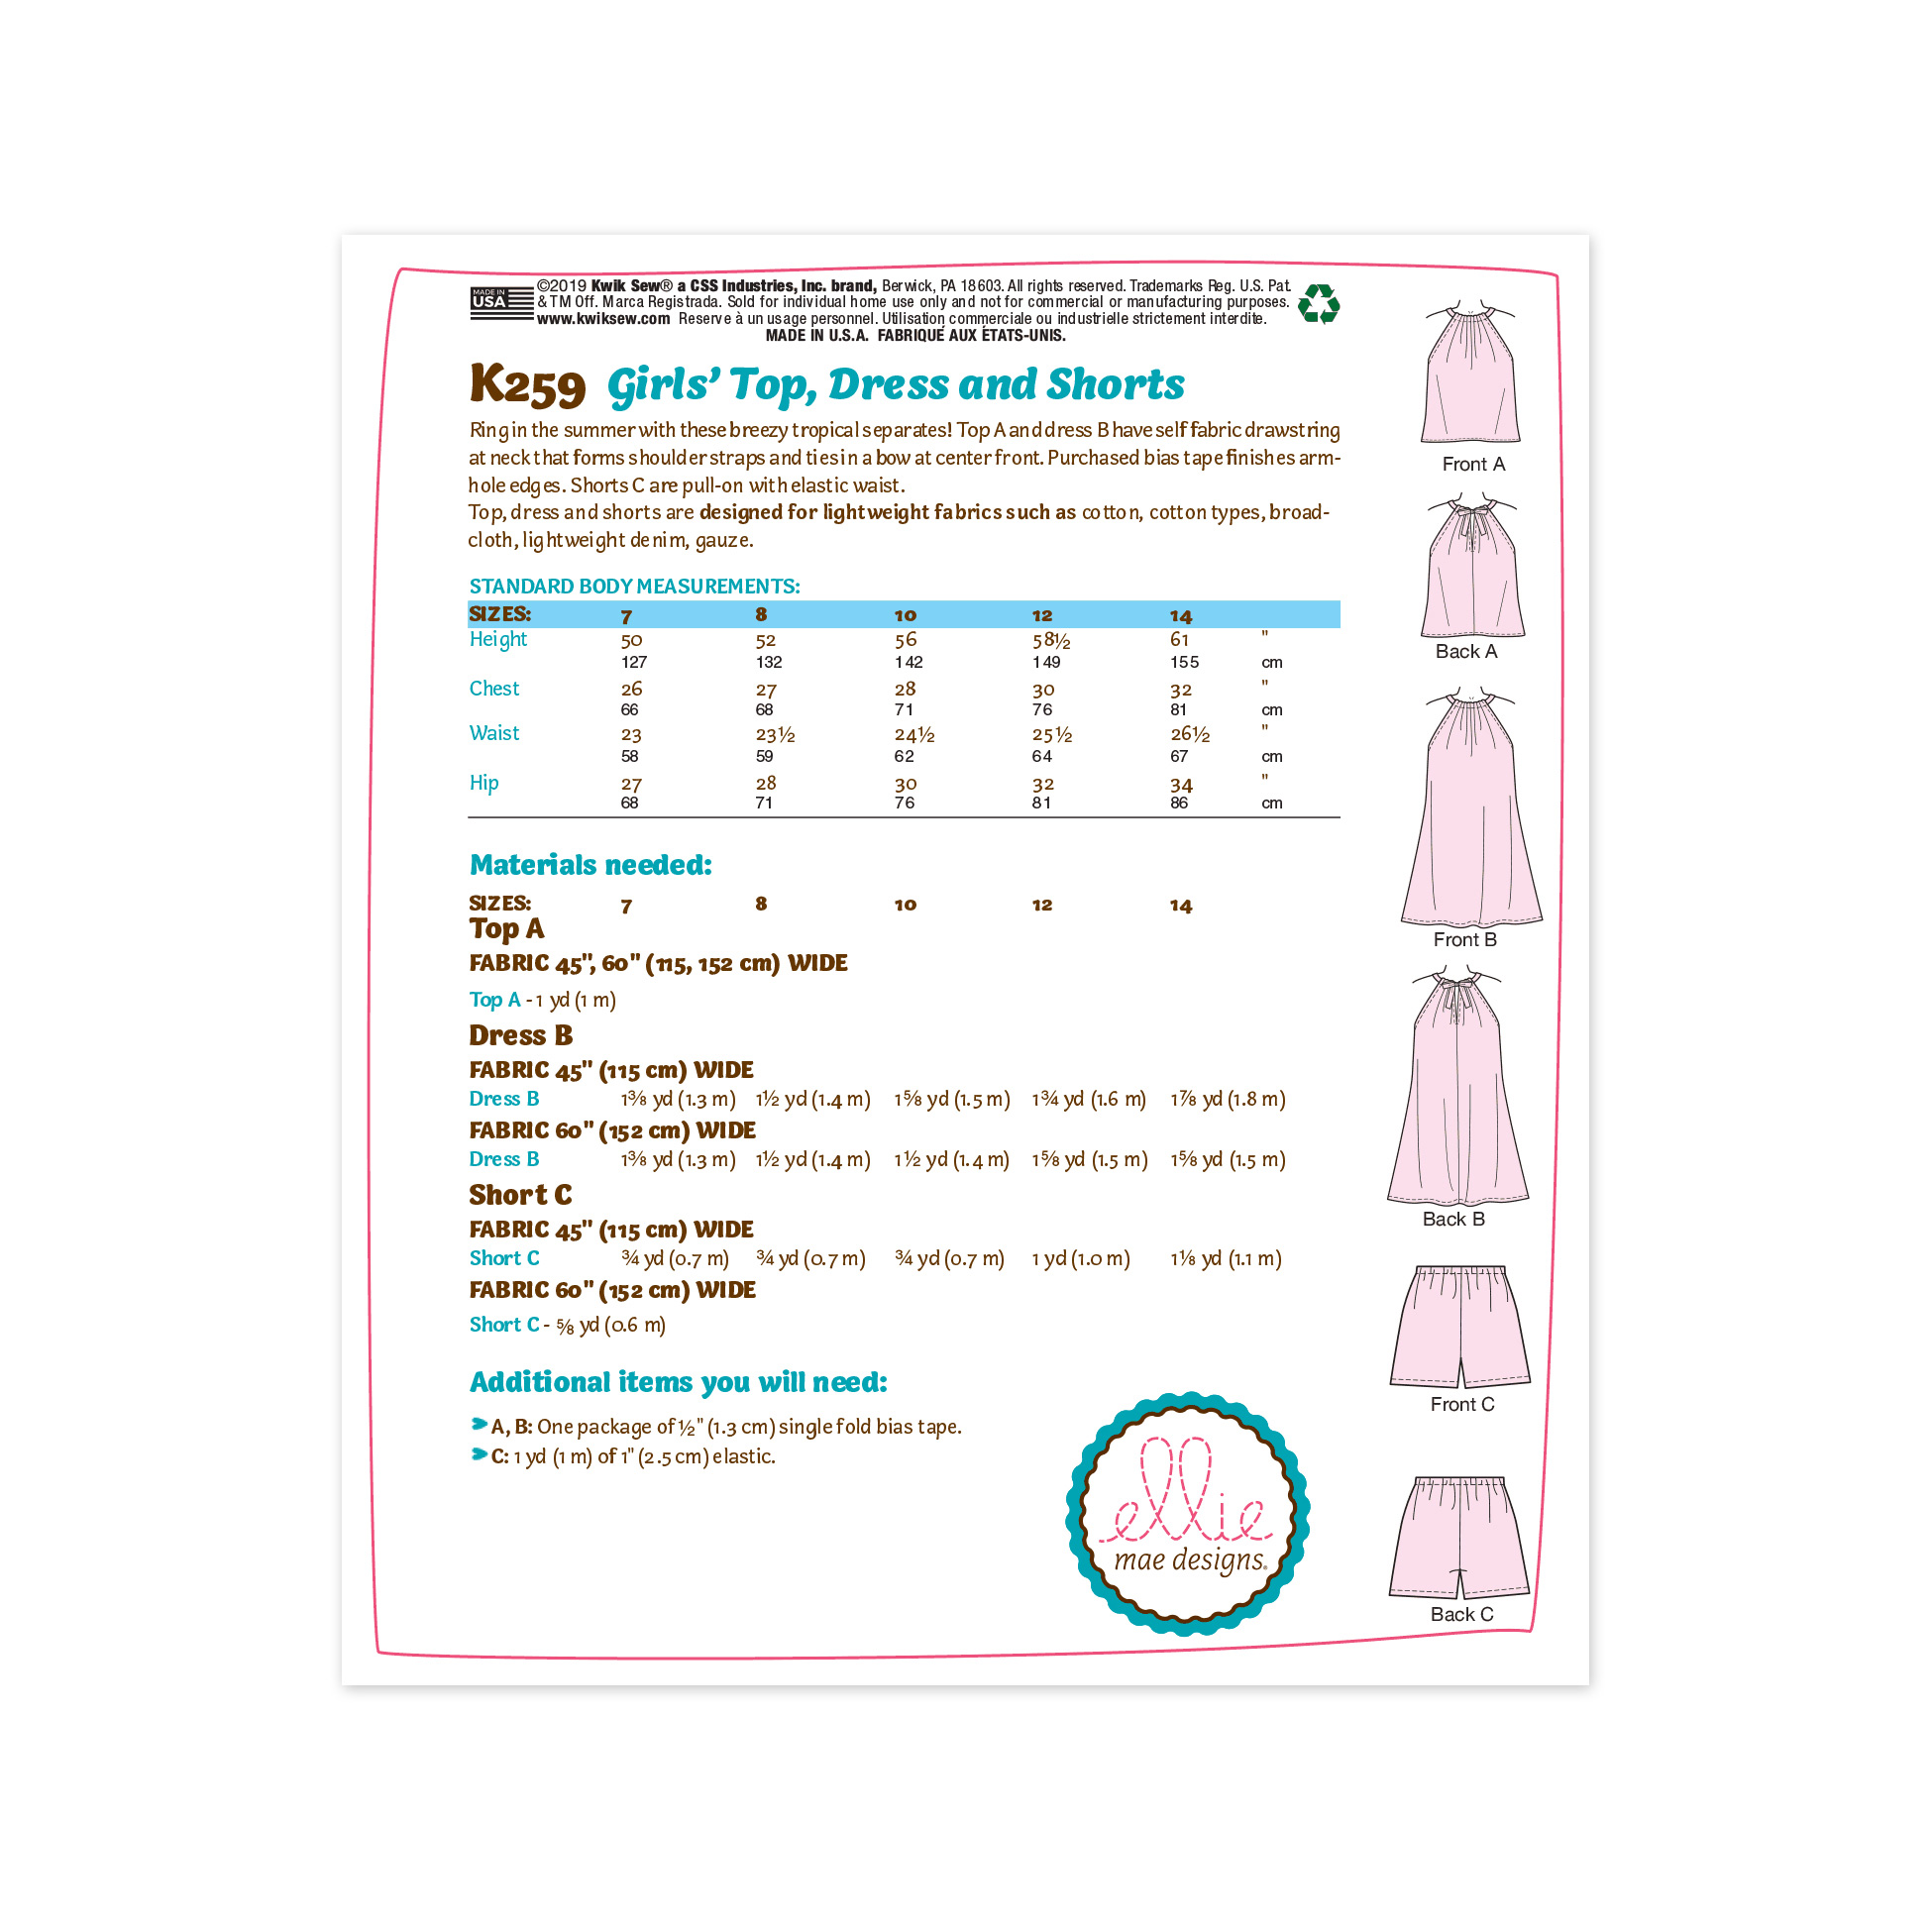 MADE IN
USA
©2019 Kwik Sew® a CSS Industries, Inc. brand, Berwick, PA 18603. All rights reserved. Trademarks Reg. U.S. Pat.
& TM Off. Marca Registrada. Sold for individual home use only and not for commercial or manufacturing purposes.
www.kwiksew.com Reserve à un usage personnel. Utilisation commerciale ou industrielle strictement interdite.
MADE IN U.S.A. FABRIQUÉ AUX ÉTATS-UNIS.
K259 Girls' Top, Dress and Shorts
Ring in the summer with these breezy tropical separates! Top A and dress B have self fabric drawstring
at neck that forms shoulder straps and ties in a bow at center front. Purchased bias tape finishes arm-
hole edges. Shorts C are pull-on with elastic waist.
Top, dress and shorts are designed for lightweight fabrics such as cotton, cotton types, broad-
cloth, lightweight denim, gauze.
STANDARD BODY MEASUREMENTS:
SIZES: 7 8 10 12 14
Height 50 52 56 58½ 61 "
127 132 142 149 155 cm
Chest 26 27 28 30 32 "
66 68 71 76 81 cm
Waist 23 23½ 24½ 25½ 26½ "
58 59 62 64 67 cm
Hip 27 28 30 32 34 "
68 71 76 81 86 cm
Materials needed:
SIZES: 7 8 10 12 14
Top A
FABRIC 45", 60" (115, 152 cm) WIDE
Top A - 1 yd (1 m)
Dress B
FABRIC 45" (115 cm) WIDE
Dress B 1⅜ yd (1.3 m) 1½ yd (1.4 m) 1⅝ yd (1.5 m) 1¾ yd (1.6 m) 1⅞ yd (1.8 m)
FABRIC 60" (152 cm) WIDE
Dress B 1⅜ yd (1.3 m) 1½ yd (1.4 m) 1½ yd (1.4 m) 1⅝ yd (1.5 m) 1⅝ yd (1.5 m)
Short C
FABRIC 45" (115 cm) WIDE
Short C ¾ yd (0.7 m) ¾ yd (0.7 m) ¾ yd (0.7 m) 1 yd (1.0 m) 1⅛ yd (1.1 m)
FABRIC 60" (152 cm) WIDE
Short C - ⅝ yd (0.6 m)
Additional items you will need:
A, B: One package of ½" (1.3 cm) single fold bias tape.
C: 1 yd (1 m) of 1" (2.5 cm) elastic.
ellie
mae designs®
Front A
Back A
Front B
Back B
Front C
Back C